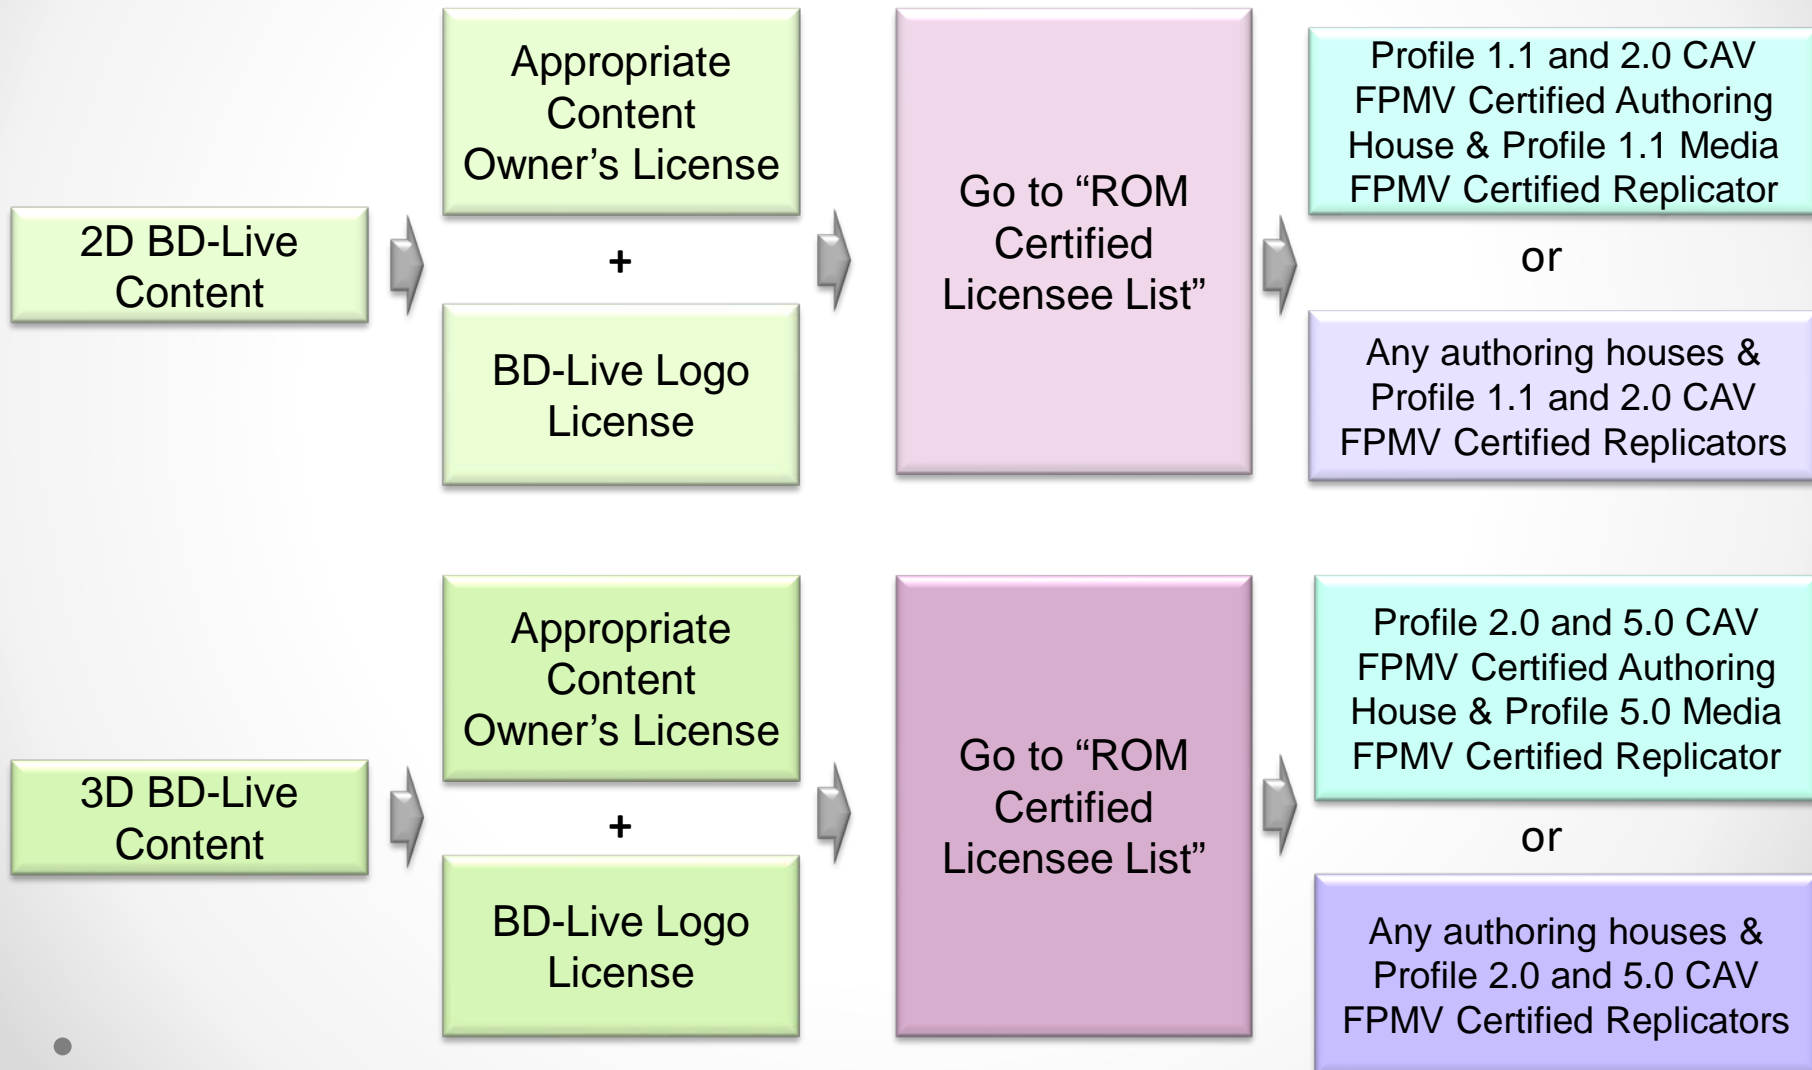 2D BD-Live
Content
Appropriate
Content
Owner’s License
+
BD-Live Logo
License
Go to “ROM
Certified
Licensee List”
Profile 1.1 and 2.0 CAV
FPMV Certified Authoring
House & Profile 1.1 Media
FPMV Certified Replicator
or
Any authoring houses &
Profile 1.1 and 2.0 CAV
FPMV Certified Replicators
3D BD-Live
Content
Appropriate
Content
Owner’s License
+
BD-Live Logo
License
Go to “ROM
Certified
Licensee List”
Profile 2.0 and 5.0 CAV
FPMV Certified Authoring
House & Profile 5.0 Media
FPMV Certified Replicator
or
Any authoring houses &
Profile 2.0 and 5.0 CAV
FPMV Certified Replicators